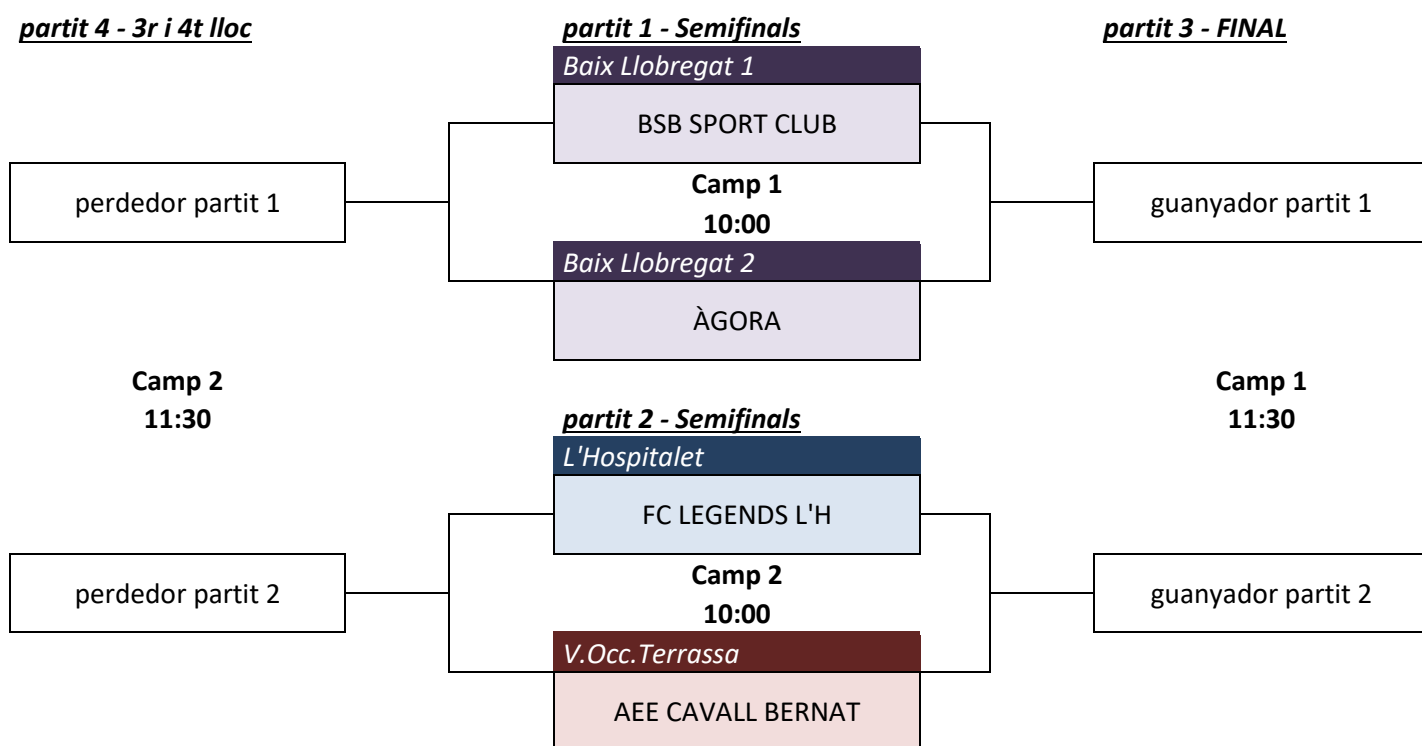 partit 4 - 3r i 4t lloc
partit 1 - Semifinals
partit 3 - FINAL
Baix Llobregat 1
BSB SPORT CLUB
perdedor partit 1
Camp 1
10:00
guanyador partit 1
Baix Llobregat 2
ÀGORA
Camp 2
11:30
Camp 1
11:30
partit 2 - Semifinals
L'Hospitalet
FC LEGENDS L'H
perdedor partit 2
Camp 2
10:00
guanyador partit 2
V.Occ.Terrassa
AEE CAVALL BERNAT